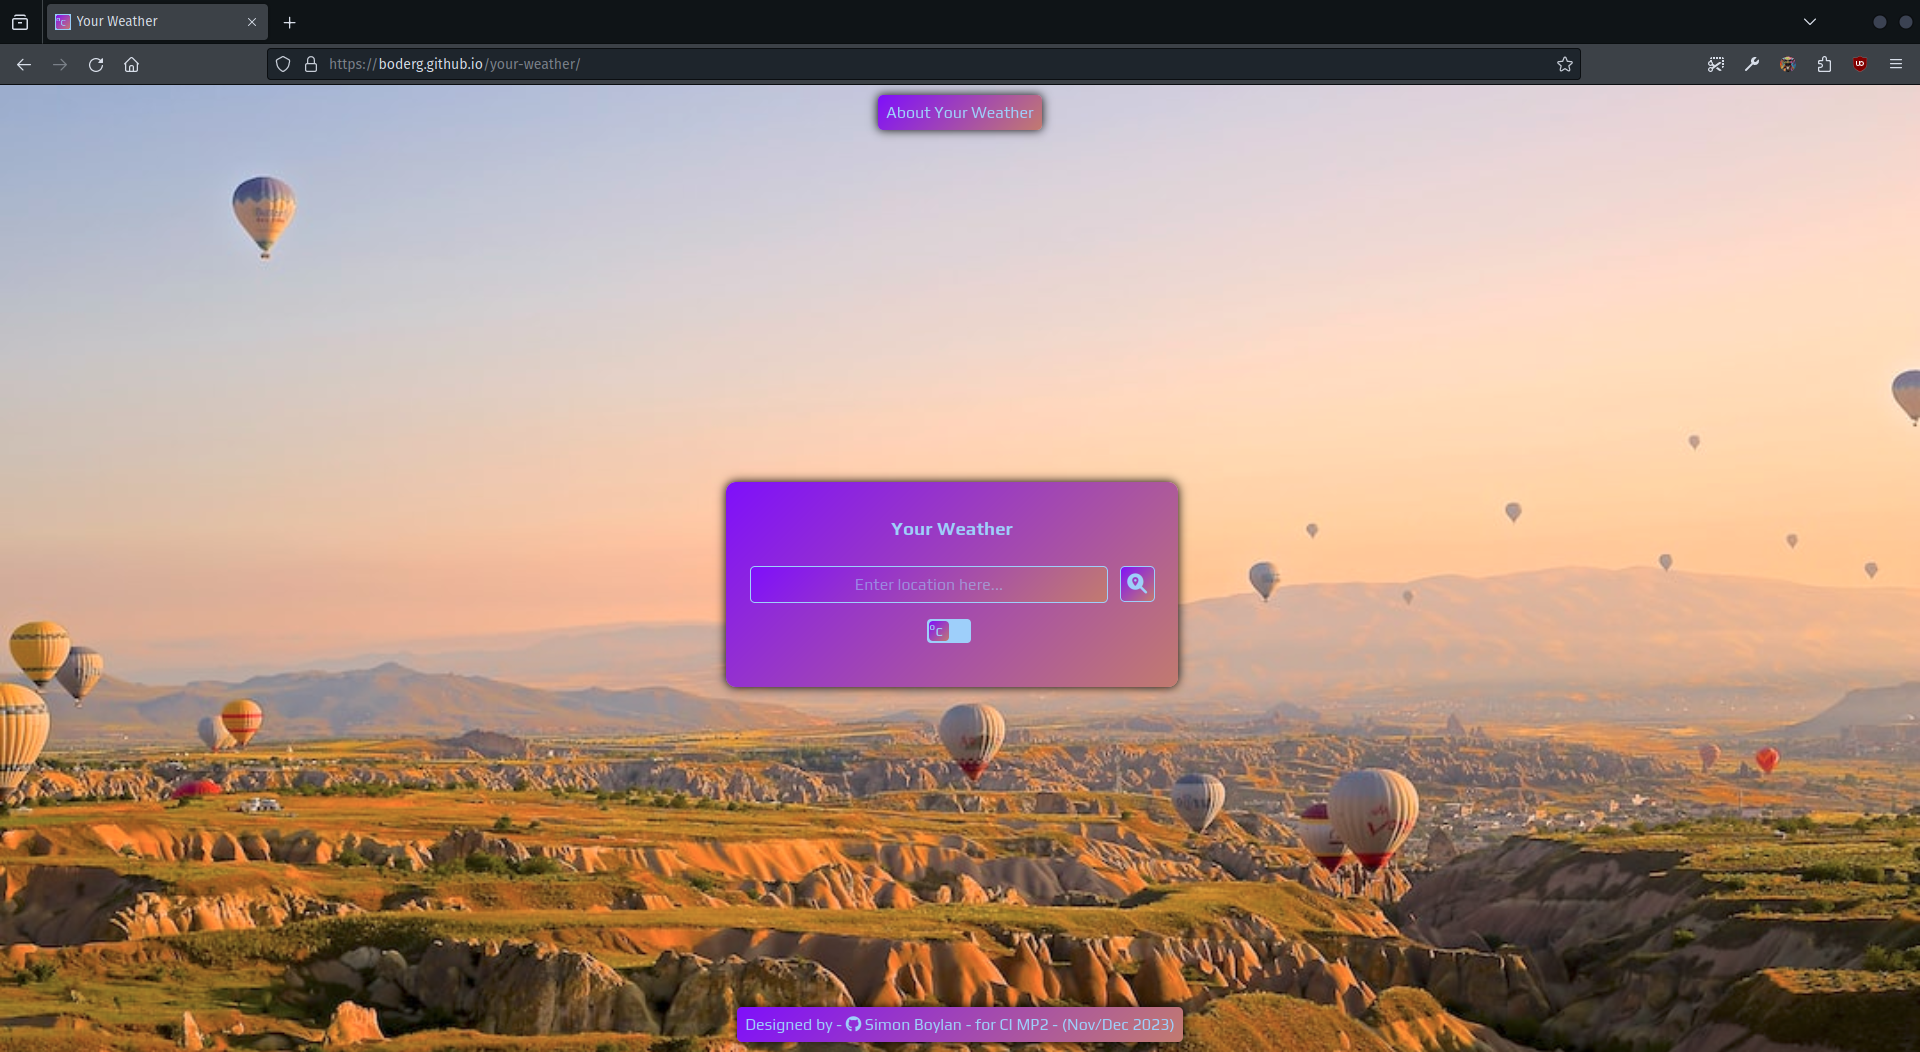 Your Weather
https://boderg.github.io/your-weather/
About Your Weather
Your Weather
Enter location here...
°C
Designed by - Simon Boylan - for CI MP2 - (Nov/Dec 2023)